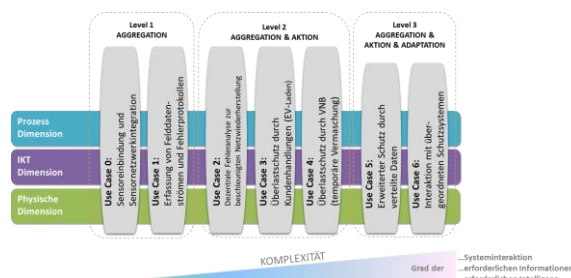 Level 1
AGGREGATION
Level 2
AGGREGATION & AKTION
Level 3
AGGREGATION &
AKTION & ADAPTATION
Prozess
Dimension
IKT
Dimension
Physische
Dimension
Use Case 0:
Sensoreinbindung und
Sensornetzwerkintegration
Use Case 1:
Erfassung von Felddaten-
strömen und Fehlerprotokollen
Use Case 2:
Dezentrale Fehleranalyse zur
beschleunigten Netzwiederherstellung
Use Case 3:
Überlastschutz durch
Kundenhandlungen (EV-Laden)
Use Case 4:
Überlastschutz durch VNB
(temporäre Vermaschung)
Use Case 5:
Erweiterter Schutz durch
verteilte Daten
Use Case 6:
Interaktion mit über-
geordneten Schutzsystemen
KOMPLEXITÄT
Grad der
...Systeminteraktion
...erforderlichen Informationen
...erforderlichen Intelligenz